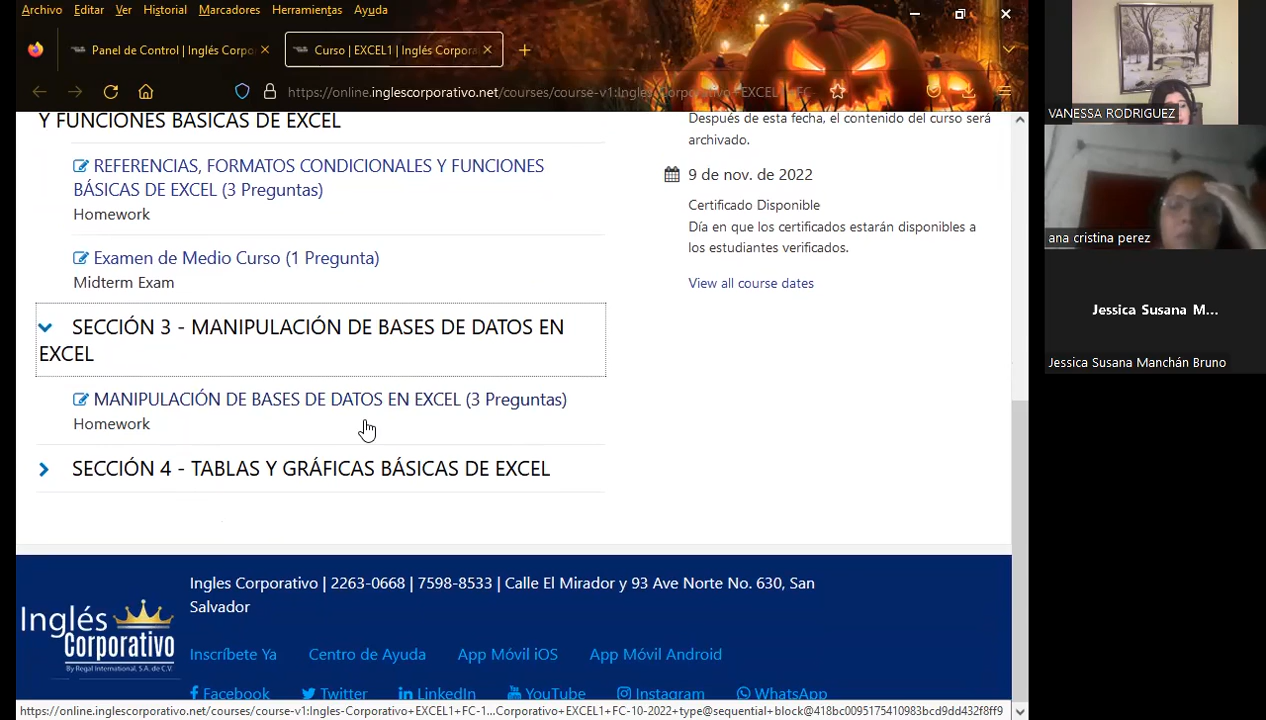 Archivo Editar Ver Historial Marcadores Herramientas Ayuda
Panel de Control | Inglés Corpo
Curso | EXCEL1 | Inglés Corpora
https://online.inglescorporativo.net/courses/course-v1:Ingles-Corporativo+EXCEL1+FC-
Y FUNCIONES BÁSICAS DE EXCEL
REFERENCIAS, FORMATOS CONDICIONALES Y FUNCIONES
BÁSICAS DE EXCEL (3 Preguntas)
Homework
Examen de Medio Curso (1 Pregunta)
Midterm Exam
SECCIÓN 3 - MANIPULACIÓN DE BASES DE DATOS EN
EXCEL
MANIPULACIÓN DE BASES DE DATOS EN EXCEL (3 Preguntas)
Homework
SECCIÓN 4 - TABLAS Y GRÁFICAS BÁSICAS DE EXCEL
Después de esta fecha, el contenido del curso será
archivado.
9 de nov. de 2022
Certificado Disponible
Día en que los certificados estarán disponibles a
los estudiantes verificados.
View all course dates
Inglés
Corporativo
By Regal International, S.A. de C.V.
Ingles Corporativo | 2263-0668 | 7598-8533 | Calle El Mirador y 93 Ave Norte No. 630, San
Salvador
Inscríbete Ya Centro de Ayuda App Móvil iOS App Móvil Android
Facebook Twitter LinkedIn YouTube Instagram WhatsApp
https://online.inglescorporativo.net/courses/course-v1:Ingles-Corporativo+EXCEL1+FC-1...Corporativo+EXCEL1+FC-10-2022+type@sequential+block@418bc0095175410983bcd9dd432f8ff9
VANESSA RODRIGUEZ
ana cristina perez
Jessica Susana M...
Jessica Susana Manchán Bruno